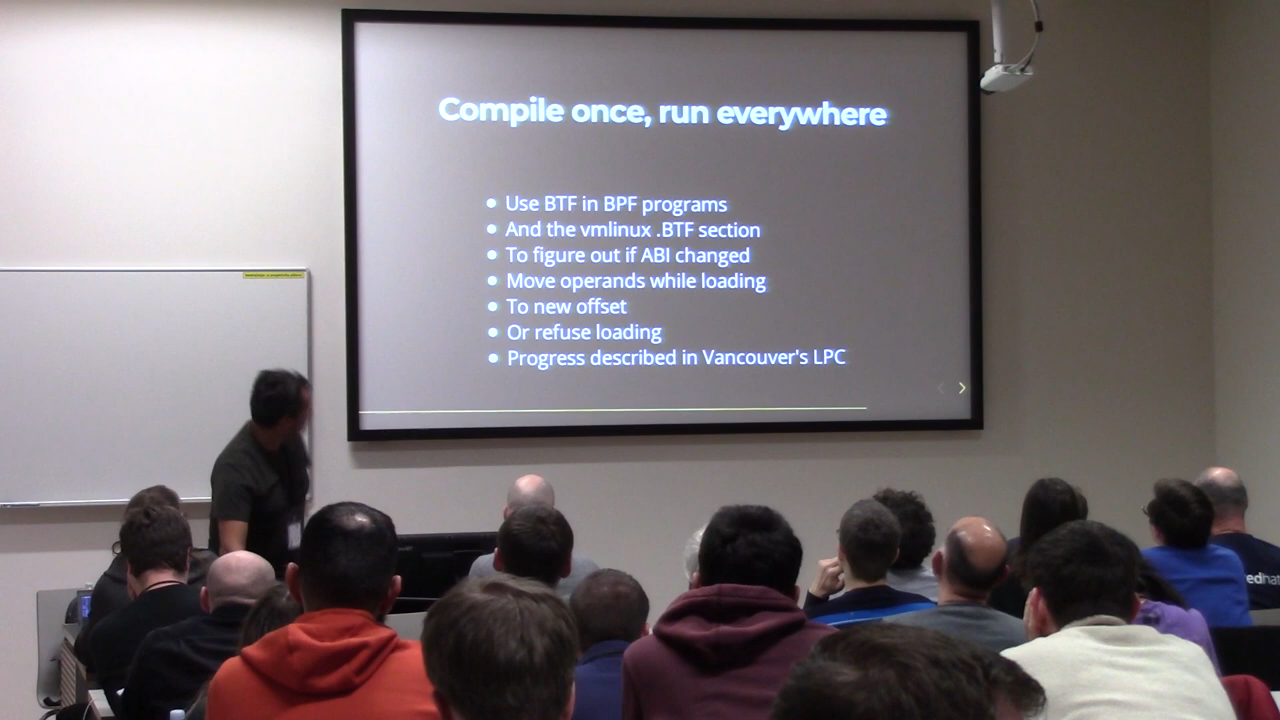 Compile once, run everywhere
Use BTF in BPF programs
And the vmlinux .BTF section
To figure out if ABI changed
Move operands while loading
To new offset
Or refuse loading
Progress described in Vancouver's LPC
redhat